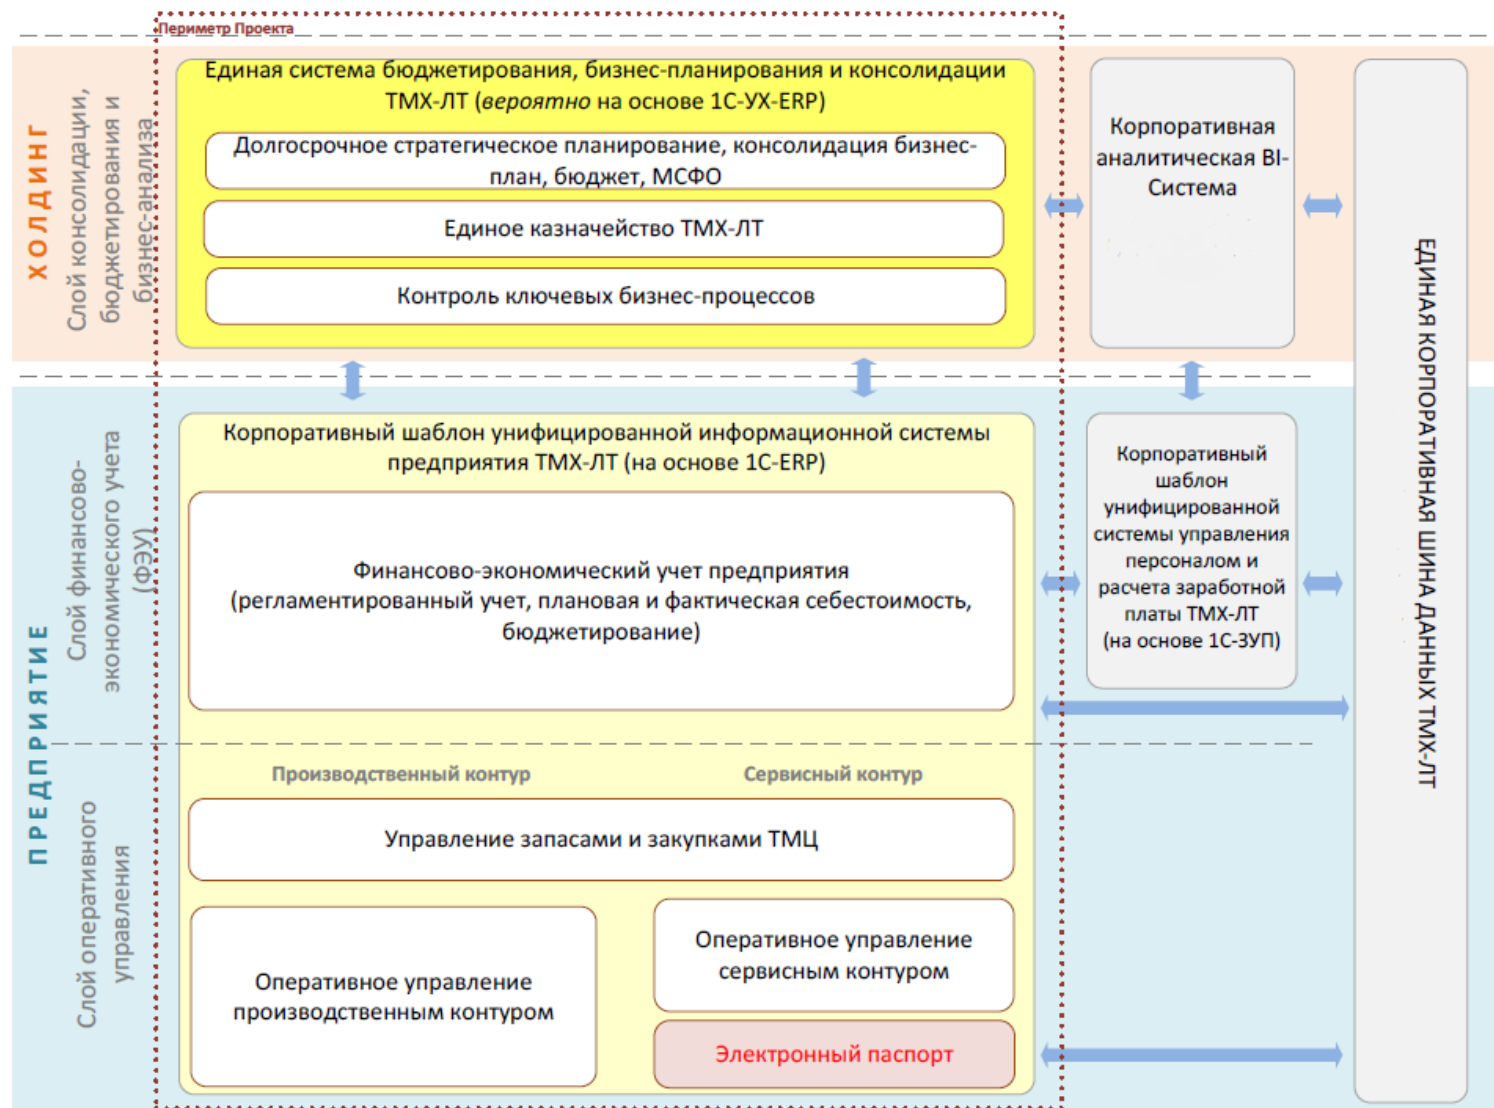 Периметр Проекта
ХОЛДИНГ
Слой консолидации,
бюджетирования и
бизнес-анализа
Единая система бюджетирования, бизнес-планирования и консолидации
ТМХ-ЛТ (вероятно на основе 1С-УХ-ERP)
Долгосрочное стратегическое планирование, консолидация бизнес-
план, бюджет, МСФО
Единое казначейство ТМХ-ЛТ
Контроль ключевых бизнес-процессов
Корпоративная
аналитическая BI-
Система
ЕДИНАЯ КОРПОРАТИВНАЯ ШИНА ДАННЫХ ТМХ-ЛТ
ПРЕДПРИЯТИЕ
Слой финансово-
экономического учета
(ФЭУ)
Корпоративный шаблон унифицированной информационной системы
предприятия ТМХ-ЛТ (на основе 1С-ERP)
Финансово-экономический учет предприятия
(регламентированный учет, плановая и фактическая себестоимость,
бюджетирование)
Корпоративный
шаблон
унифицированной
системы управления
персоналом и
расчета заработной
платы ТМХ-ЛТ
(на основе 1С-ЗУП)
Слой оперативного
управления
Производственный контур
Сервисный контур
Управление запасами и закупками ТМЦ
Оперативное управление
производственным контуром
Оперативное управление
сервисным контуром
Электронный паспорт